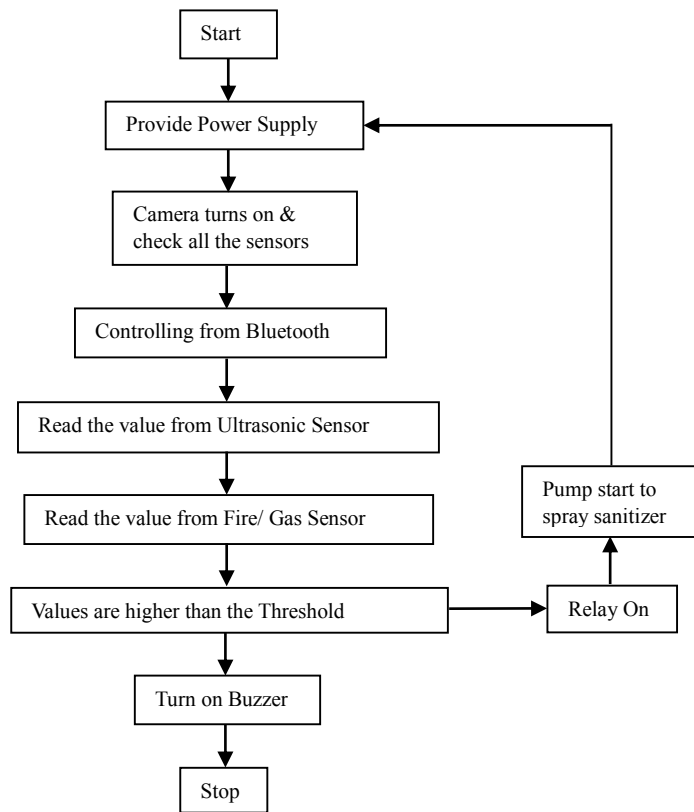 Start
Provide Power Supply
Camera turns on &
check all the sensors
Controlling from Bluetooth
Read the value from Ultrasonic Sensor
Read the value from Fire/ Gas Sensor
Pump start to
spray sanitizer
Values are higher than the Threshold
Relay On
Turn on Buzzer
Stop